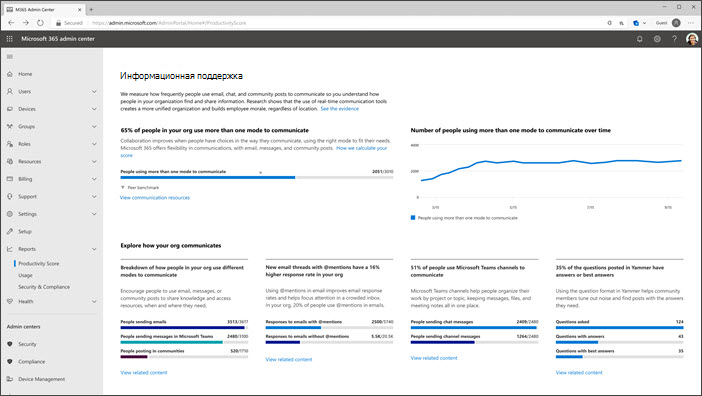 M365 Admin Center
Secured
https://admin.microsoft.com/AdminPortal/Home#/ProductivityScore
Guest
Microsoft 365 admin center
Home
Users
Devices
Groups
Roles
Resources
Billing
Support
Settings
Setup
Reports
Productivity Score
Usage
Security & Compliance
Health
Admin centers
Security
Compliance
Device Management
Информационная поддержка
We measure how frequently people use email, chat, and community posts to communicate so you understand how
people in your organization find and share information. Research shows that the use of real-time communication tools
creates a more unified organization and builds employee morale, regardless of location. See the evidence
65% of people in your org use more than one mode to communicate
Collaboration improves when people have choices in the way they communicate, using the right mode to fit their needs.
Microsoft 365 offers flexibility in communications, with email, messages, and community posts. How we calculate your
score
People using more than one mode to communicate 2051/3010
Peer benchmark
View communication resources
Number of people using more than one mode to communicate over time
4000
2000
0
3/15
5/15
7/10
9/15
People using more than one mode to communicate
Explore how your org communicates
Breakdown of how people in your org use different
modes to communicate
Encourage people to use email, messages, or
community posts to share knowledge and access
resources, when and where they need.
People sending emails 3513/3617
People sending messages in Microsoft Teams 2480/3100
People posting in communities 520/1750
View related content
New email threads with @mentions have a 16%
higher response rate in your org
Using @mentions in email improves email response
rates and helps focus attention in a crowded inbox.
In your org, 20% of people use @mentions in email.
Responses to emails with @mentions 2500/5740
Responses to emails without @mentions 5.5K/20.5K
View related content
51% of people use Microsoft Teams channels to
communicate
Microsoft Teams channels help people organize their
work by project or topic, keeping messages, files, and
meeting notes all in one place.
People sending chat messages 2409/2480
People sending channel messages 1264/2480
View related content
35% of the questions posted in Yammer have
answers or best answers
Using the question format in Yammer helps community
members tune out noise and find posts with the answers
they need.
Questions asked 124
Questions with answers 43
Questions with best answers 35
View related content